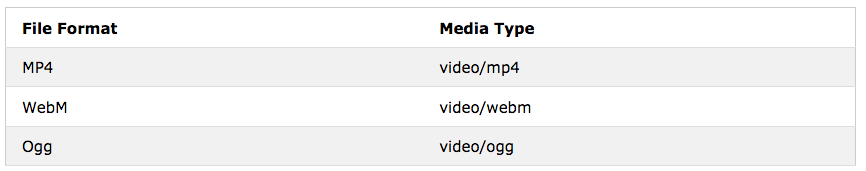 File Format Media Type
MP4 video/mp4
WebM video/webm
Ogg video/ogg